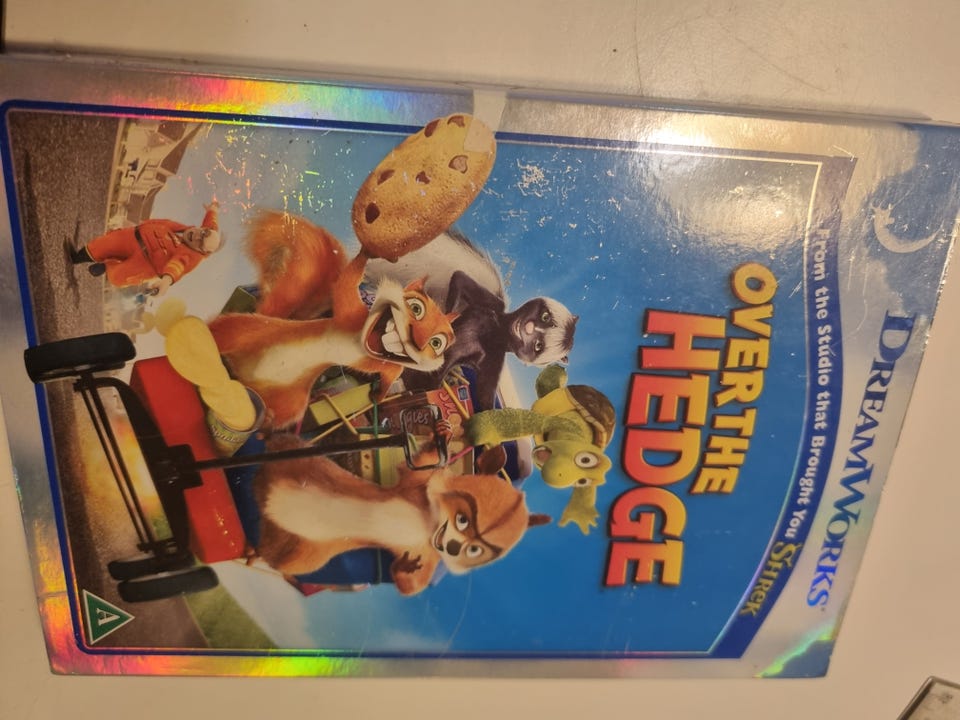 DREAMWORKS
From the Studio that Brought You SHREK
OVER THE
HEDGE
A